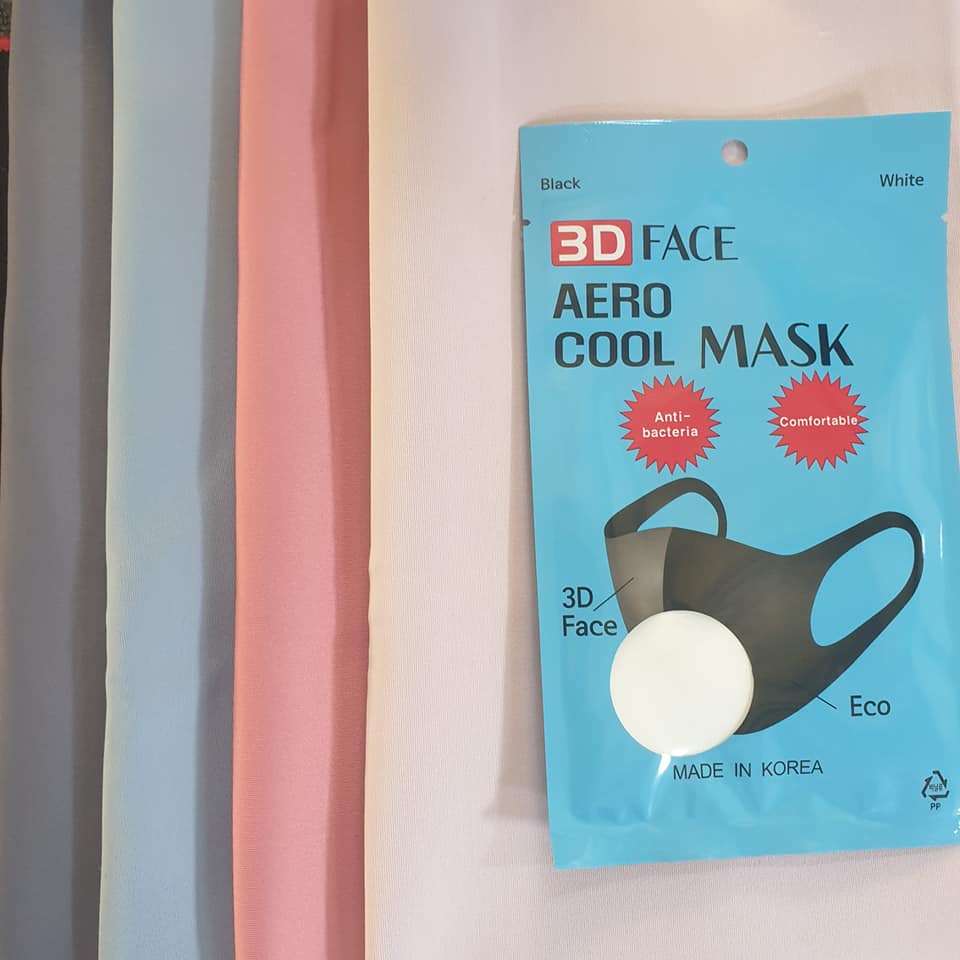 Black
White
3D FACE
AERO
COOL MASK
Anti-
bacteria
Comfortable
3D
Face
Eco
MADE IN KOREA
PP